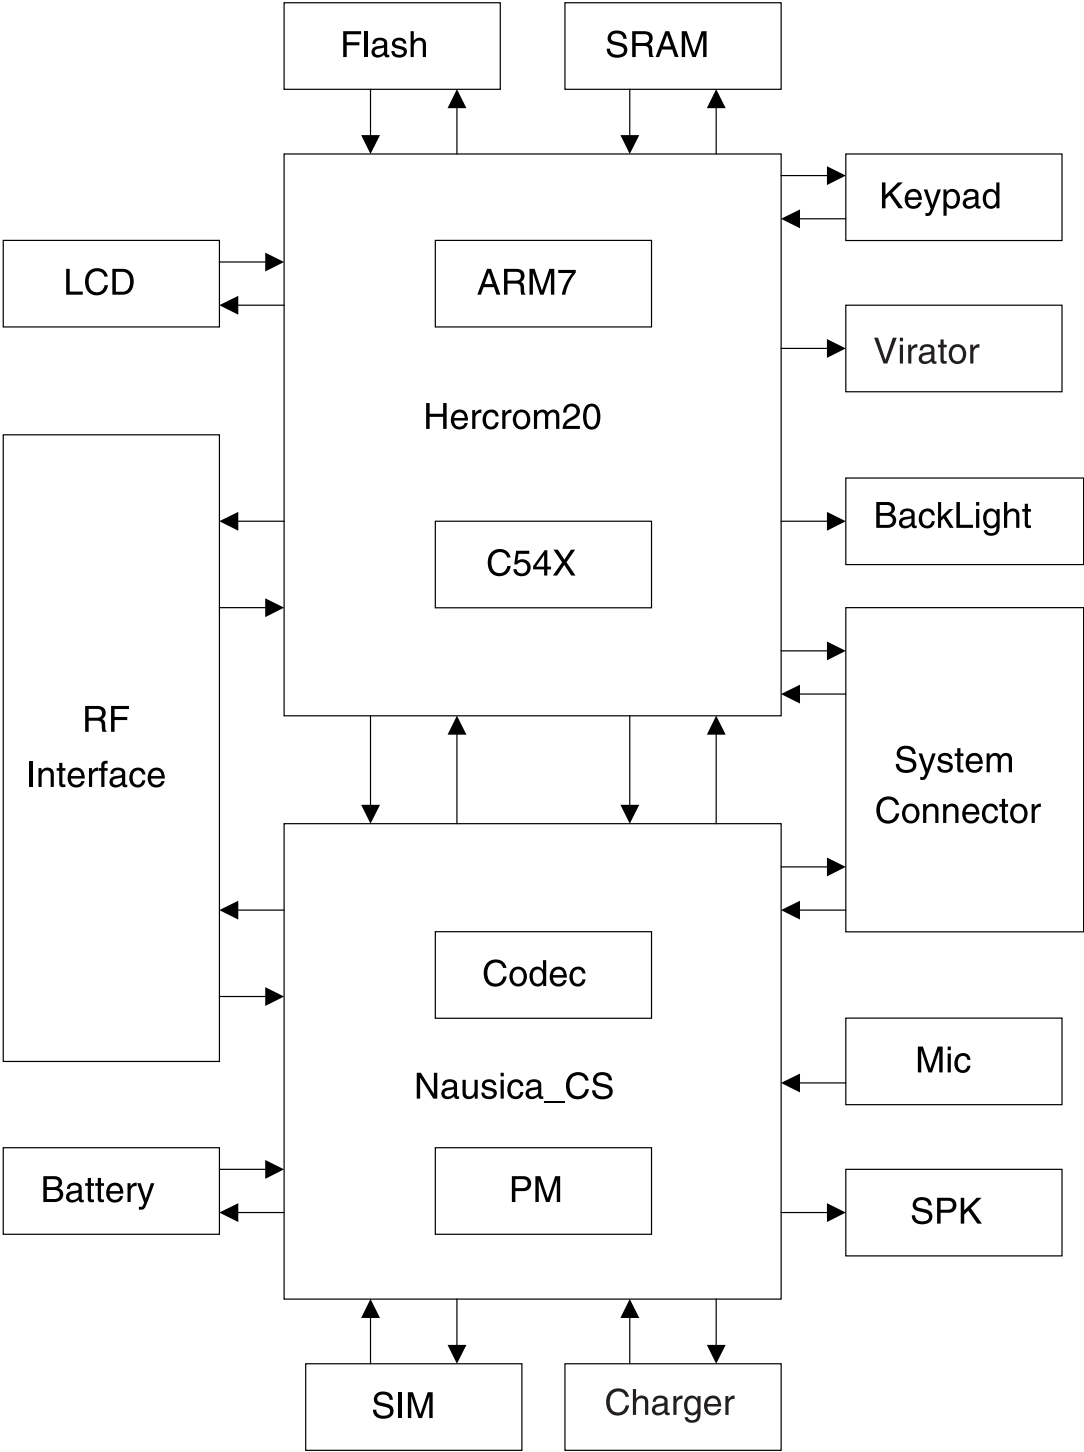 Flash
SRAM
Keypad
LCD
ARM7
Virator
Hercrom20
BackLight
C54X
RF
Interface
System
Connector
Codec
Mic
Nausica_CS
Battery
PM
SPK
SIM
Charger